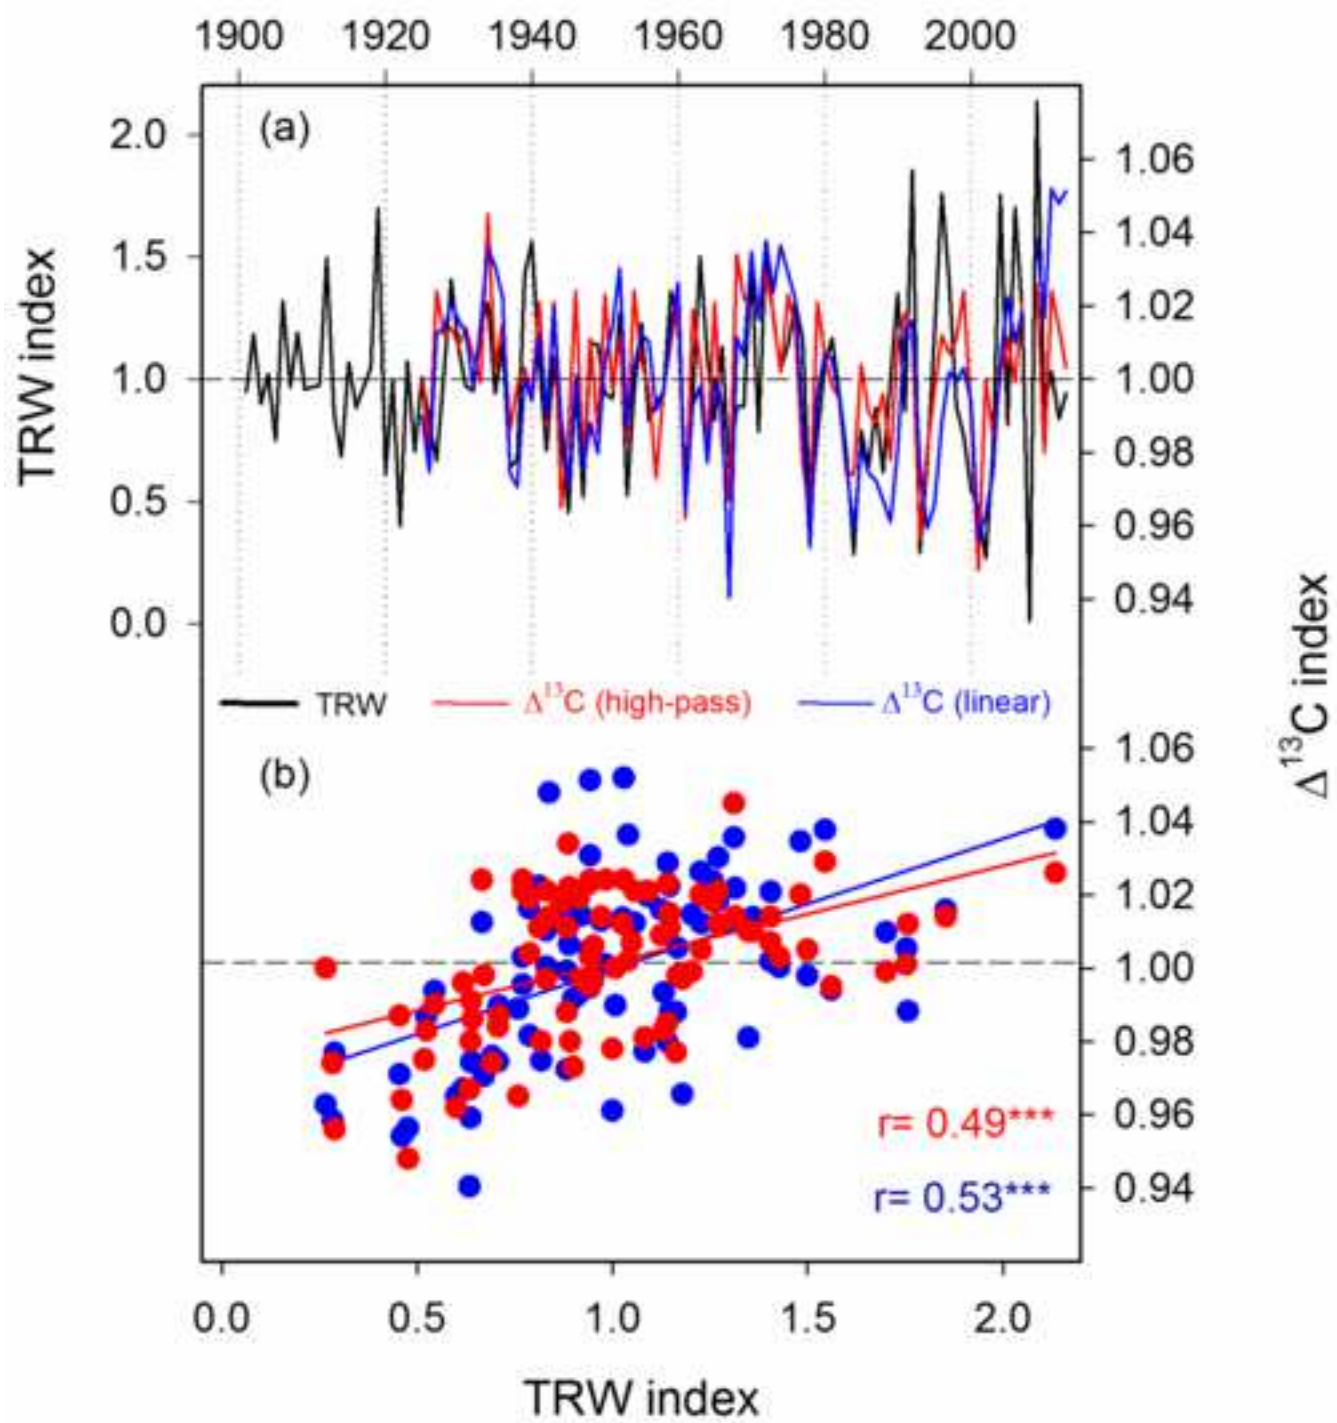 1900 1920 1940 1960 1980 2000
(a)
2.0
1.5
1.0
0.5
0.0
TRW index
1.06
1.04
1.02
1.00
0.98
0.96
0.94
TRW Δ¹³C (high-pass) Δ¹³C (linear)
Δ¹³C index
(b)
1.06
1.04
1.02
1.00
0.98
0.96
0.94
r= 0.49***
r= 0.53***
0.0 0.5 1.0 1.5 2.0
TRW index